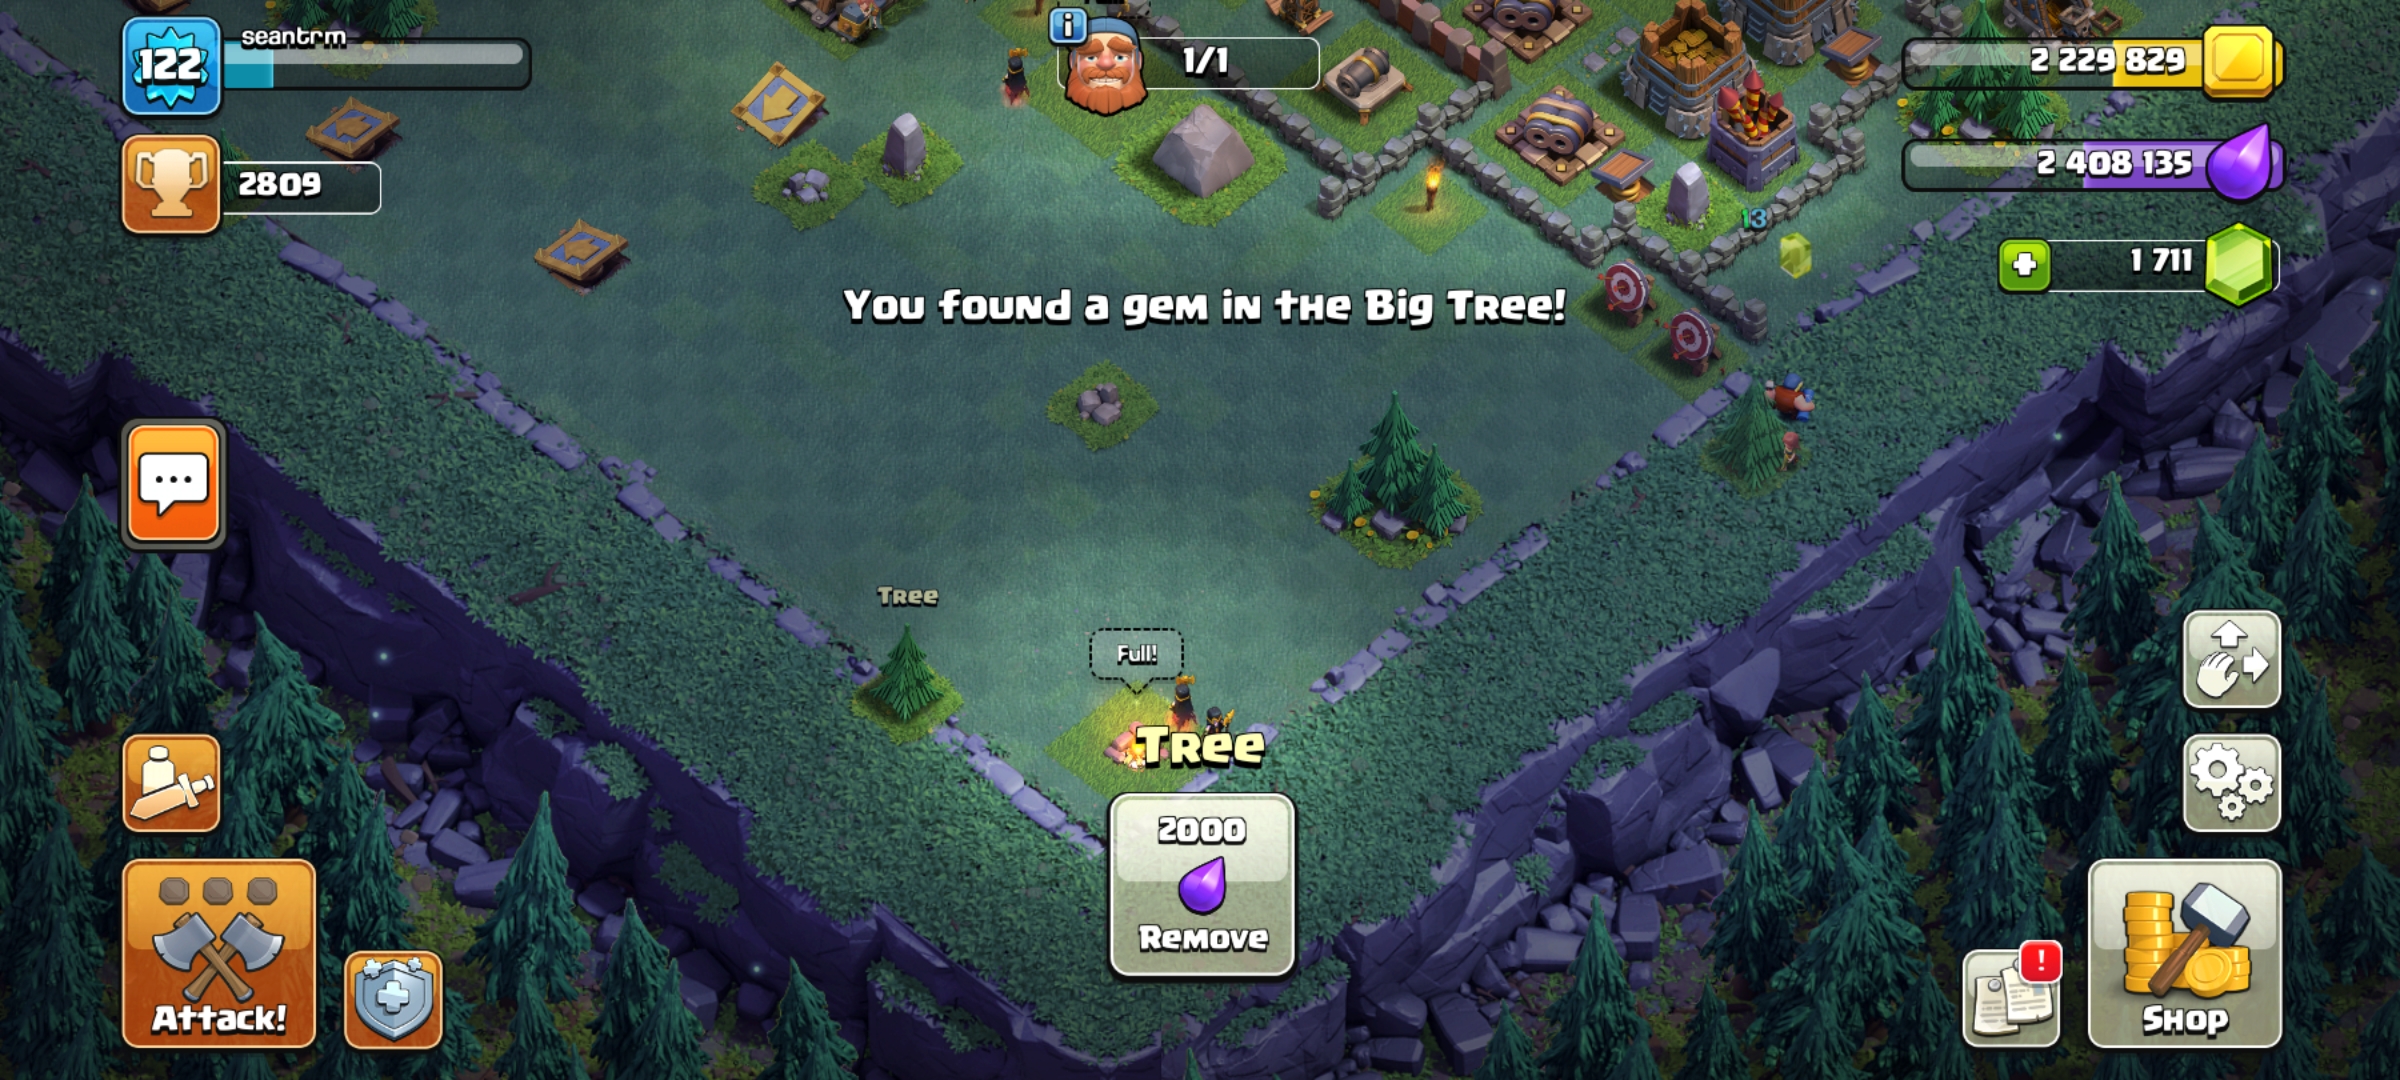 122
seantrm
1/1
2 229 829
2809
2 408 135
13
1 711
You found a gem in the Big Tree!
Tree
Full!
Tree
2000
Remove
Attack!
!
Shop